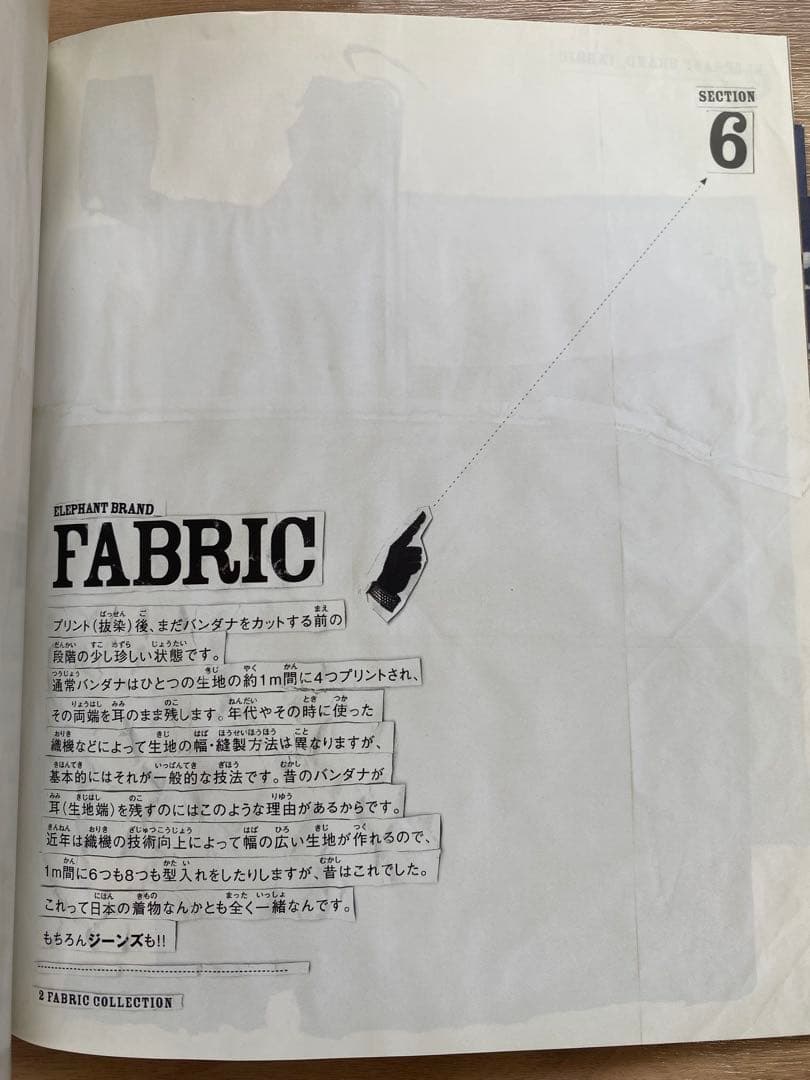 SECTION
6
ELEPHANT BRAND
FABRIC
プリント(抜染)後、まだバンダナをカットする前の
段階の少し珍しい状態です。
通常バンダナはひとつの生地の約1m間に4つプリントされ、
その両端を耳のまま残します。年代やその時に使った
織機などによって生地の幅・縫製方法は異なりますが、
基本的にはそれが一般的な技法です。昔のバンダナが
耳(生地端)を残すのにはこのような理由があるからです。
近年は織機の技術向上によって幅の広い生地が作れるので、
1m間に6つも8つも型入れをしたりしますが、昔はこれでした。
これって日本の着物なんかとも全く一緒なんです。
もちろんジーンズも!!
2 FABRIC COLLECTION